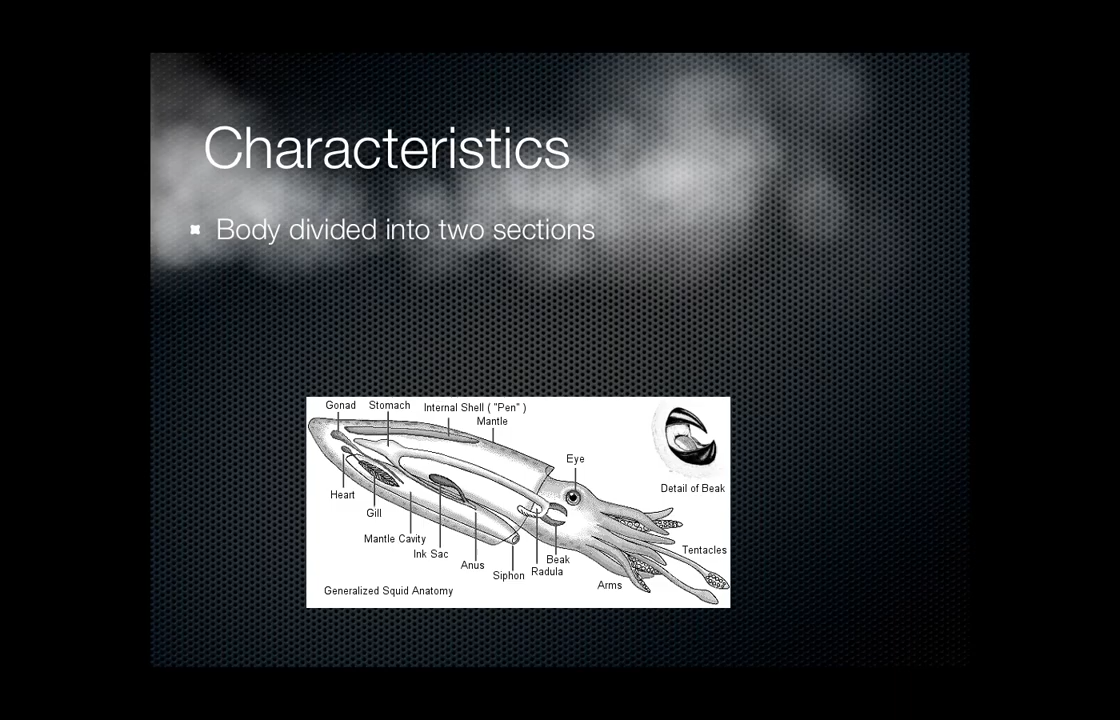 Characteristics
Body divided into two sections
Gonad Stomach Internal Shell ( "Pen" )
Mantle
Eye
Detail of Beak
Heart
Gill
Mantle Cavity
Ink Sac
Anus
Siphon
Radula
Beak
Tentacles
Arms
Generalized Squid Anatomy